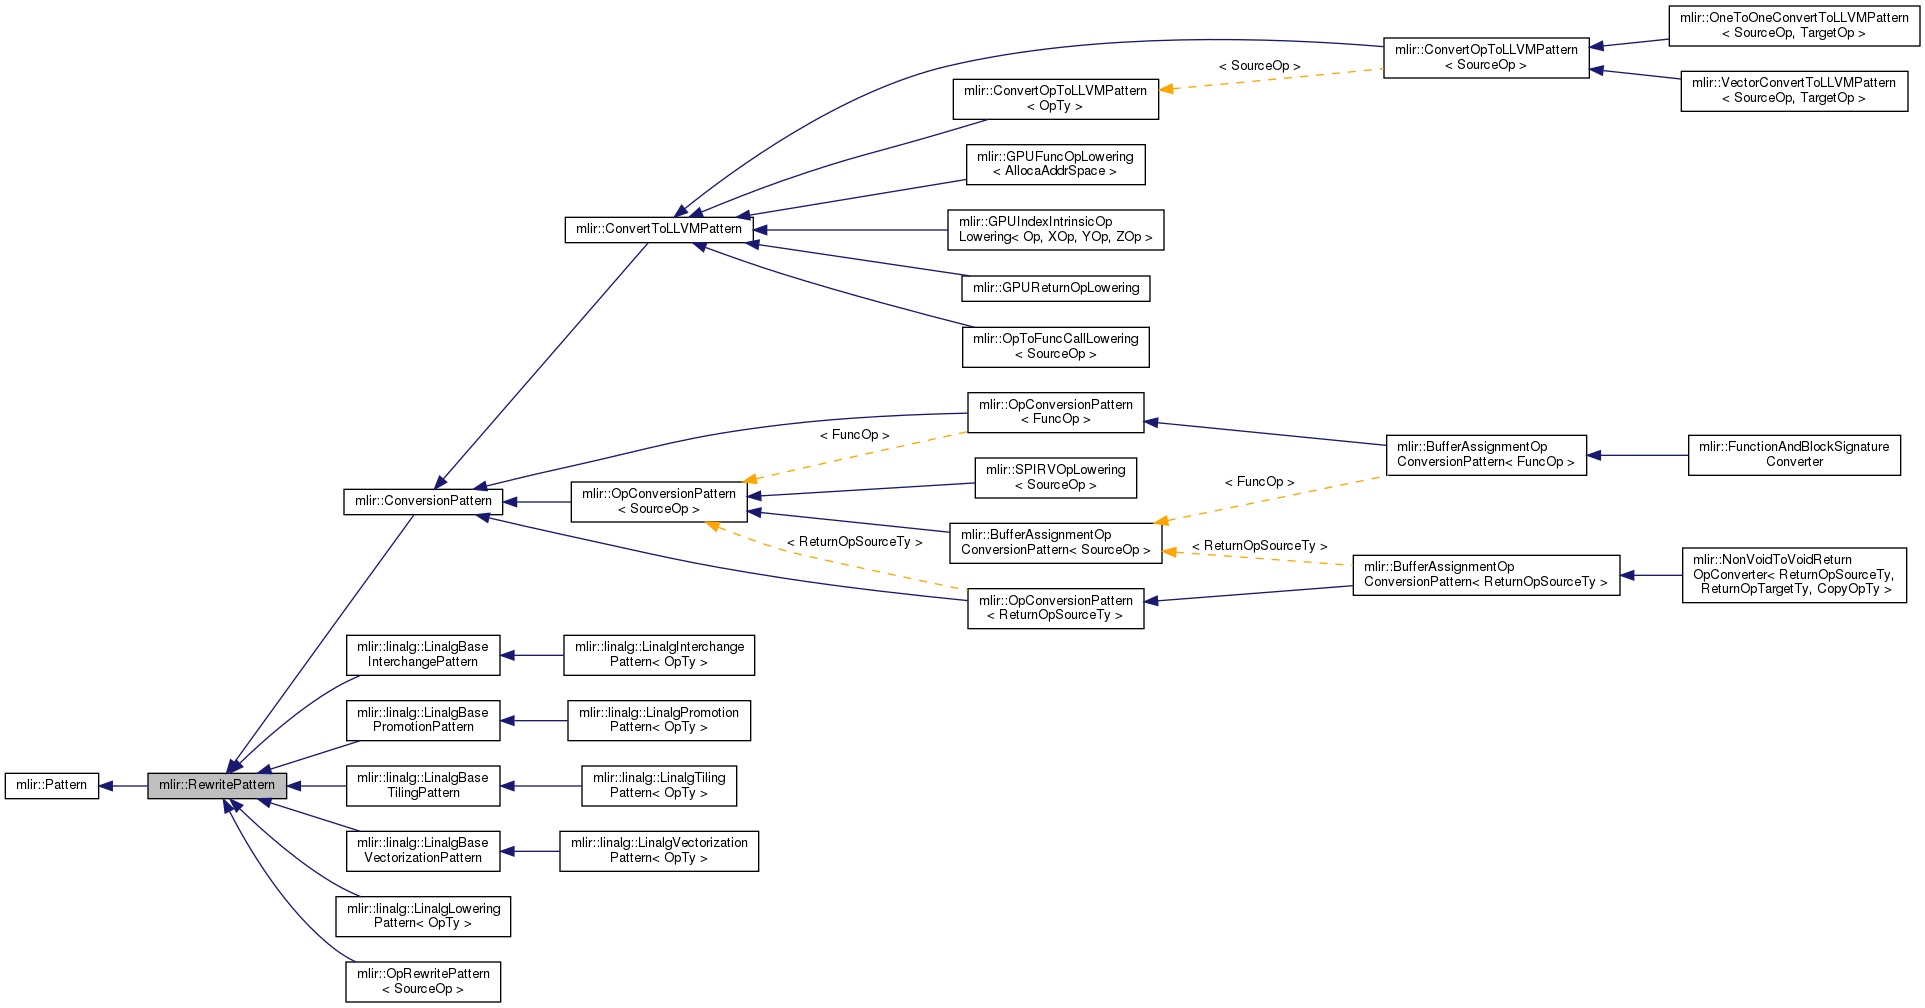 mlir::OneToOneConvertToLLVMPattern
< SourceOp, TargetOp >
mlir::ConvertOpToLLVMPattern
< SourceOp >
< SourceOp >
mlir::VectorConvertToLLVMPattern
< SourceOp, TargetOp >
mlir::ConvertOpToLLVMPattern
< OpTy >
mlir::GPUFuncOpLowering
< AllocaAddrSpace >
mlir::ConvertToLLVMPattern
mlir::GPUIndexIntrinsicOp
Lowering< Op, XOp, YOp, ZOp >
mlir::GPUReturnOpLowering
mlir::OpToFuncCallLowering
< SourceOp >
mlir::OpConversionPattern
< FuncOp >
< FuncOp >
mlir::BufferAssignmentOp
ConversionPattern< FuncOp >
mlir::FunctionAndBlockSignature
Converter
mlir::SPIRVOpLowering
< SourceOp >
< FuncOp >
mlir::ConversionPattern
mlir::OpConversionPattern
< SourceOp >
mlir::BufferAssignmentOp
ConversionPattern< SourceOp >
< ReturnOpSourceTy >
< ReturnOpSourceTy >
mlir::BufferAssignmentOp
ConversionPattern< ReturnOpSourceTy >
mlir::NonVoidToVoidReturn
OpConverter< ReturnOpSourceTy,
ReturnOpTargetTy, CopyOpTy >
mlir::OpConversionPattern
< ReturnOpSourceTy >
mlir::linalg::LinalgBase
InterchangePattern
mlir::linalg::LinalgInterchange
Pattern< OpTy >
mlir::linalg::LinalgBase
PromotionPattern
mlir::linalg::LinalgPromotion
Pattern< OpTy >
mlir::Pattern
mlir::RewritePattern
mlir::linalg::LinalgBase
TilingPattern
mlir::linalg::LinalgTiling
Pattern< OpTy >
mlir::linalg::LinalgBase
VectorizationPattern
mlir::linalg::LinalgVectorization
Pattern< OpTy >
mlir::linalg::LinalgLowering
Pattern< OpTy >
mlir::OpRewritePattern
< SourceOp >